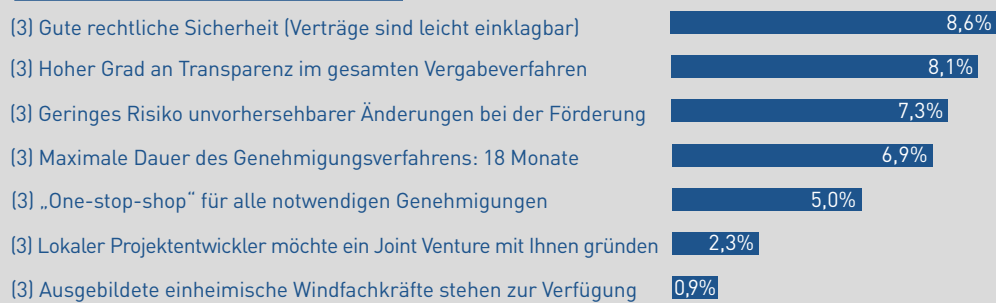 (3) Gute rechtliche Sicherheit (Verträge sind leicht einklagbar) 8,6%
(3) Hoher Grad an Transparenz im gesamten Vergabeverfahren 8,1%
(3) Geringes Risiko unvorhersehbarer Änderungen bei der Förderung 7,3%
(3) Maximale Dauer des Genehmigungsverfahrens: 18 Monate 6,9%
(3) „One-stop-shop“ für alle notwendigen Genehmigungen 5,0%
(3) Lokaler Projektentwickler möchte ein Joint Venture mit Ihnen gründen 2,3%
(3) Ausgebildete einheimische Windfachkräfte stehen zur Verfügung 0,9%